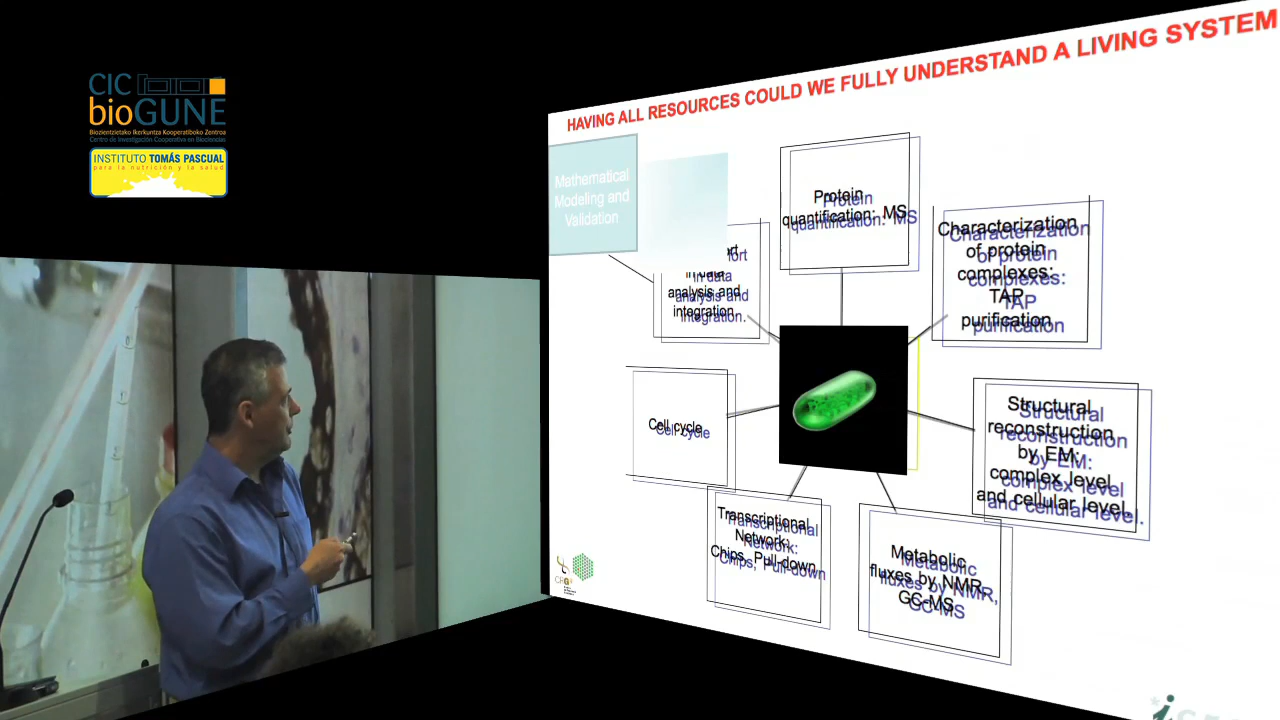 CIC
bioGUNE
Biozientzietako Ikerkuntza Kooperatiboko Zentroa
Centro de Investigación Cooperativa en Biociencias
INSTITUTO TOMÁS PASCUAL
para la nutrición y la salud
HAVING ALL RESOURCES COULD WE FULLY UNDERSTAND A LIVING SYSTEM
Mathematical
Modeling and
Validation
in data
analysis and
integration.
Protein
quantification: MS
Characterization
of protein
complexes:
TAP
purification
Cell cycle
Structural
reconstruction
by EM:
complex level
and cellular level.
Transcriptional
Network:
Chips, Pull-down
Metabolic
fluxes by NMR,
GC-MS